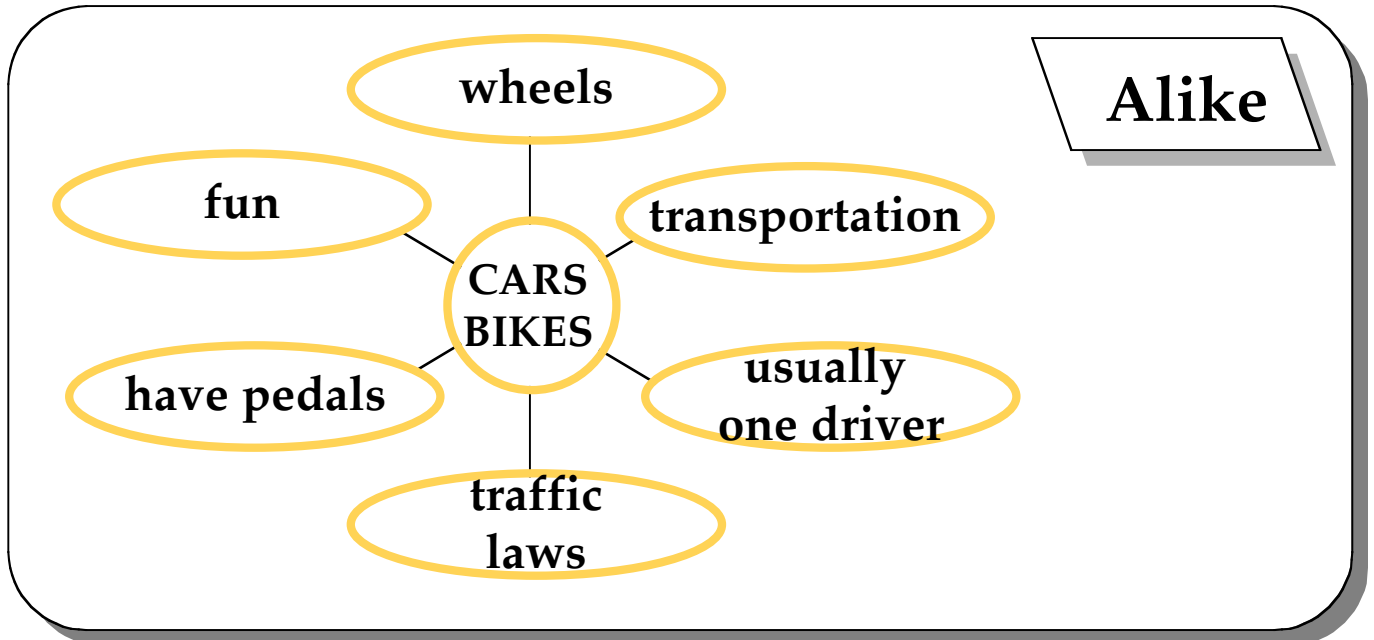 wheels
Alike
fun
transportation
CARS
BIKES
have pedals
usually
one driver
traffic
laws